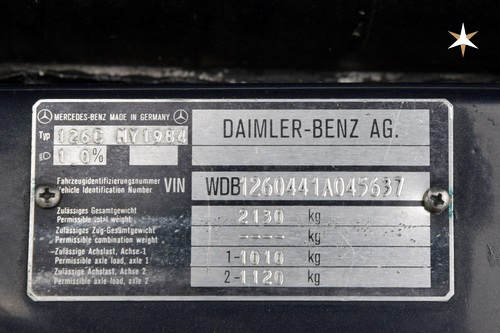 MERCEDES-BENZ MADE IN GERMANY
Typ 126C MY1984
1,0%
DAIMLER-BENZ AG.
Fahrzeugidentifizierungsnummer
Vehicle Identification Number VIN WDB1260441A045637
Zulässiges Gesamtgewicht
Permissible total weight 2130 kg
Zulässiges Zug-Gesamtgewicht
Permissible combination weight ---- kg
Zulässige Achslast, Achse-1
Permissible axle load, axle 1 1-1010 kg
Zulässige Achslast, Achse 2
Permissible axle load, axle 2 2-1120 kg